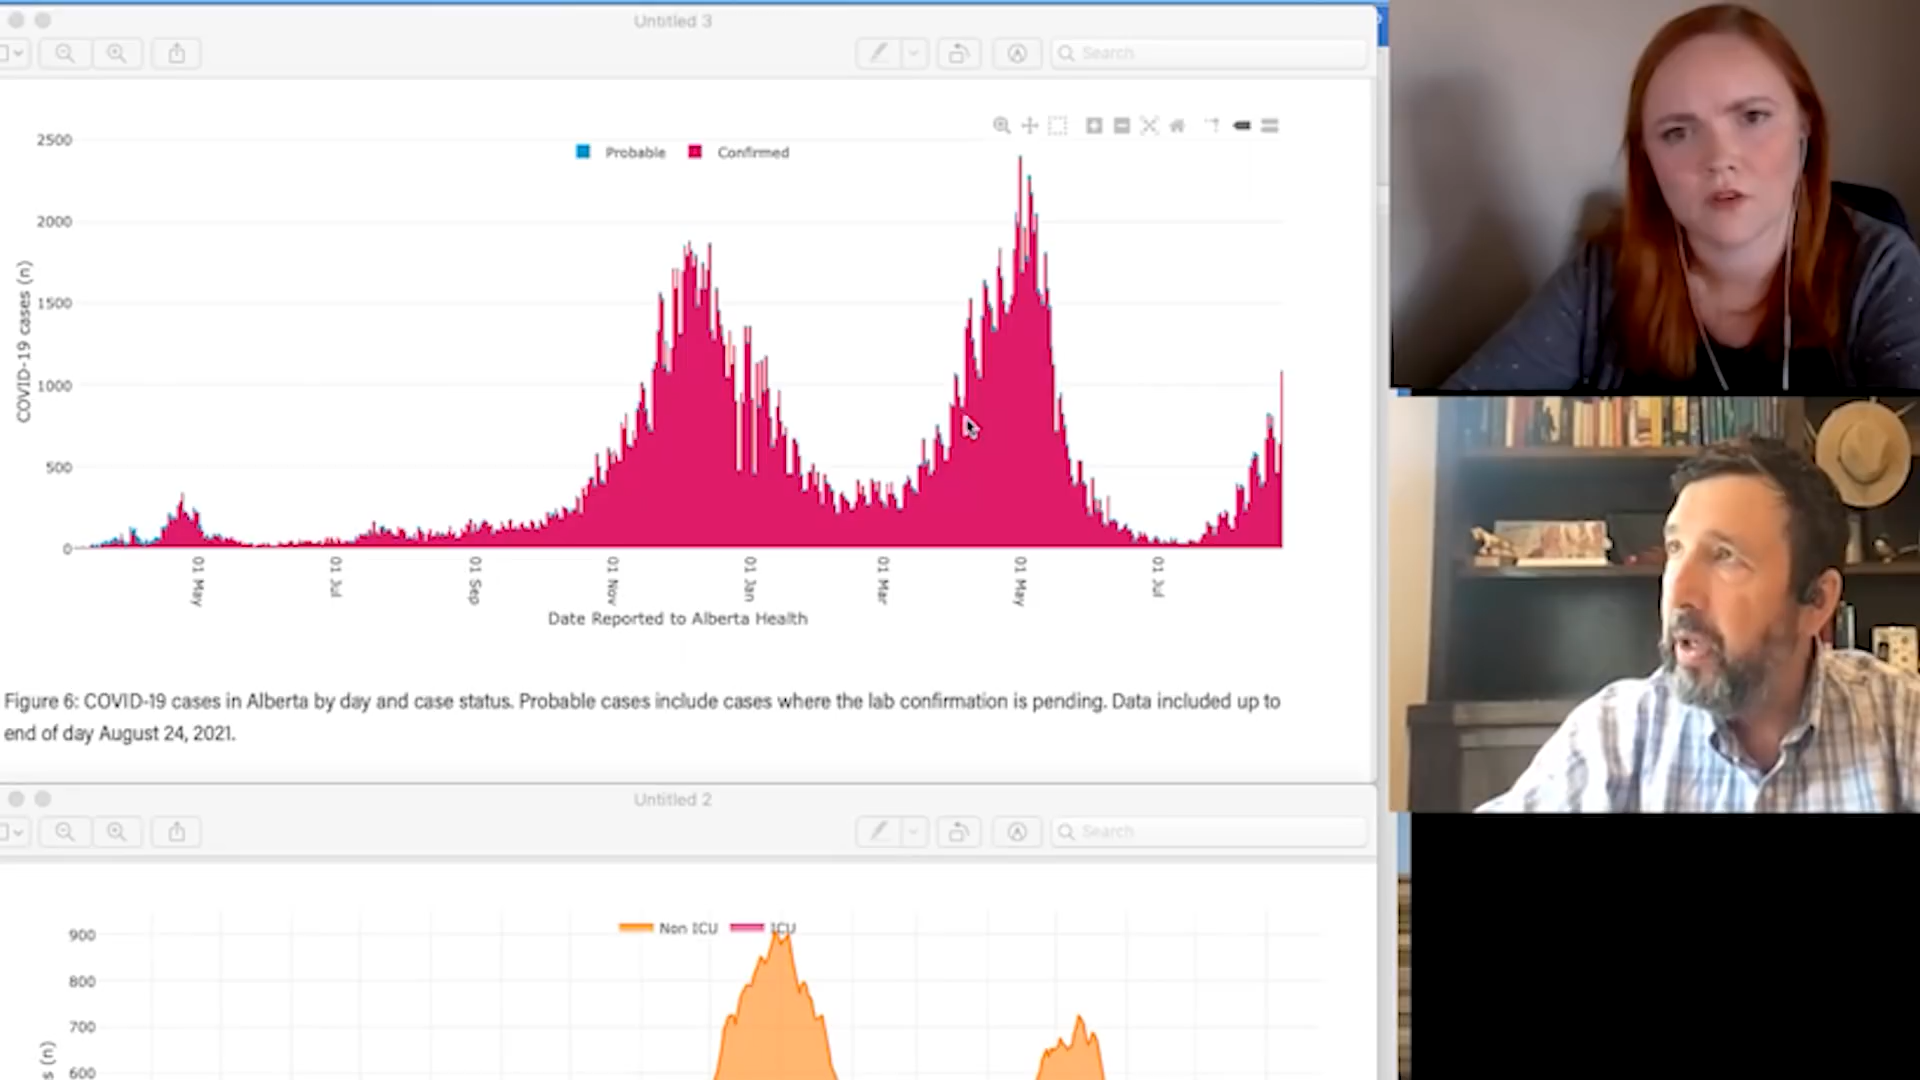 Untitled 3
Search
2500
Probable Confirmed
2000
1500
1000
500
0
COVID-19 cases (n)
01 May
01 Jul
01 Sep
01 Nov
01 Jan
01 Mar
01 May
01 Jul
Date Reported to Alberta Health
Figure 6: COVID-19 cases in Alberta by day and case status. Probable cases include cases where the lab confirmation is pending. Data included up to
end of day August 24, 2021.
Untitled 2
Search
Non ICU ICU
900
800
700
600
(n)